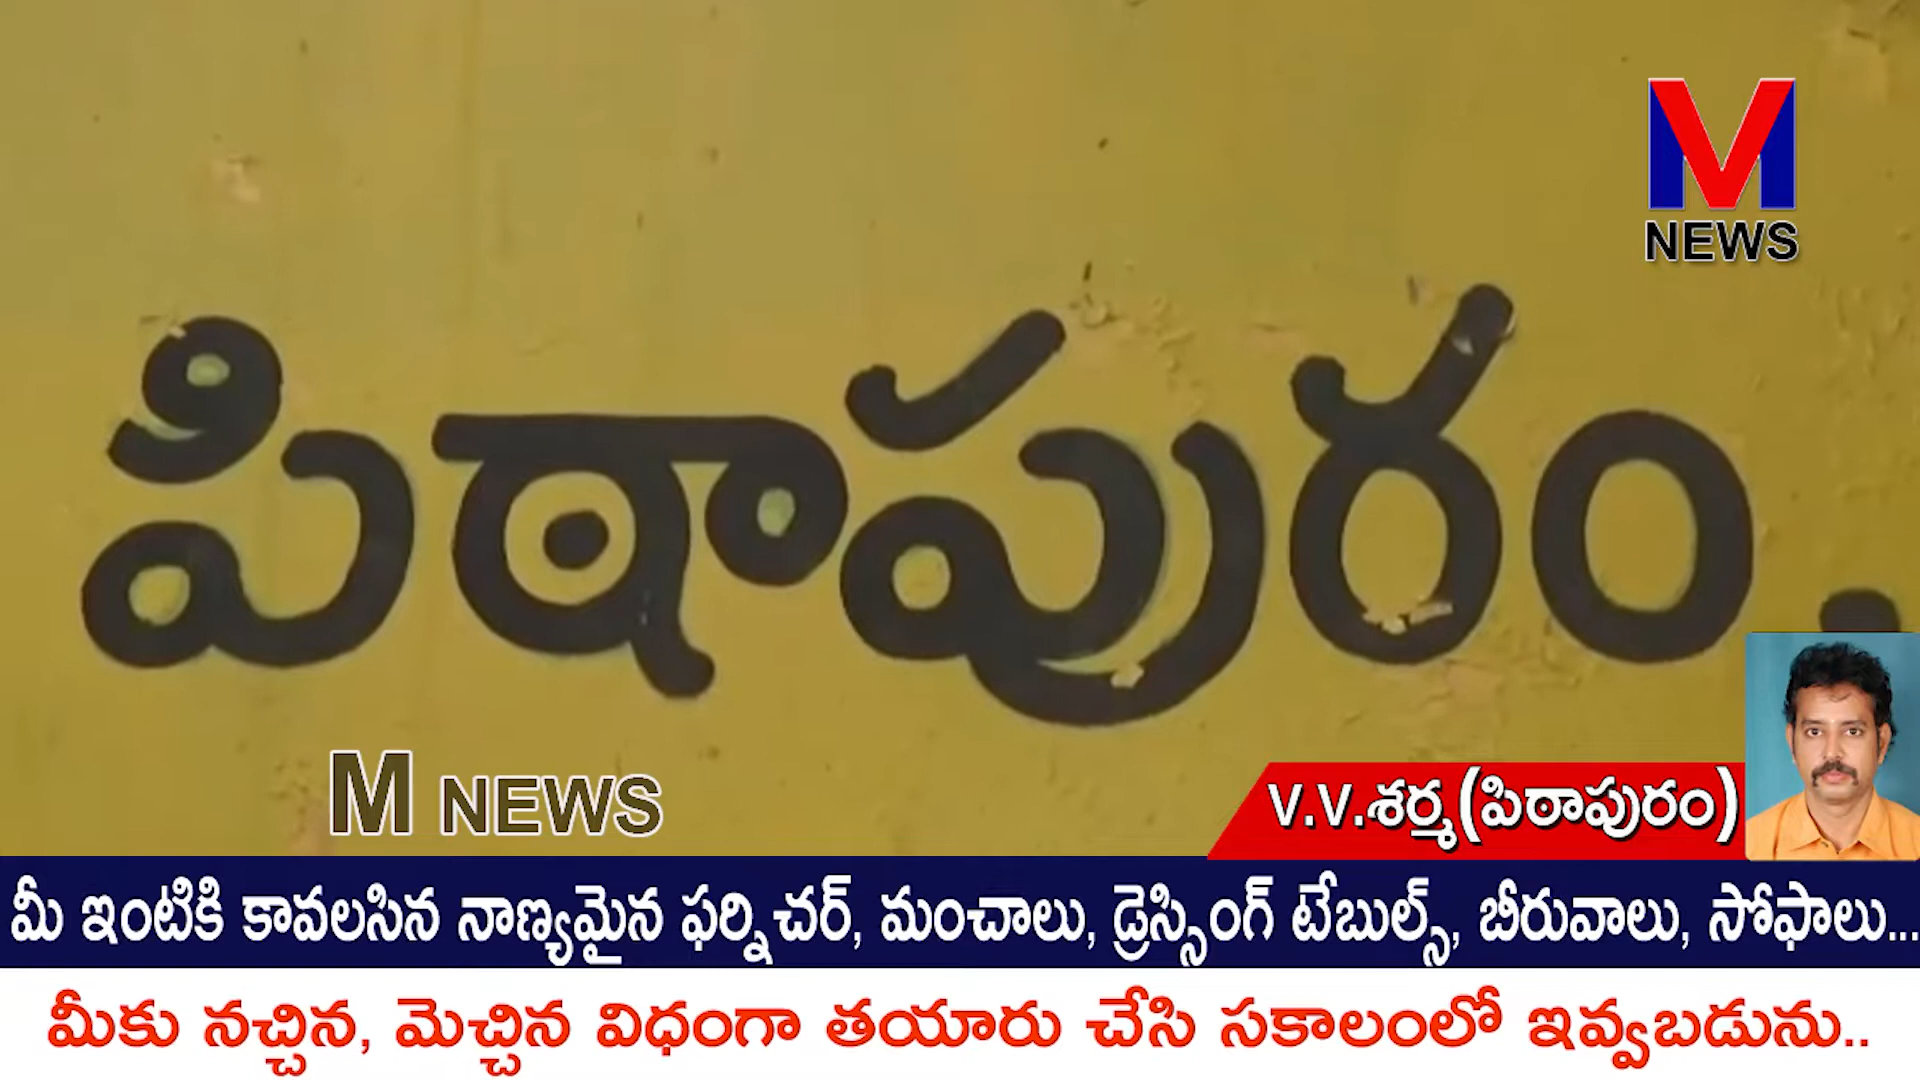 M
NEWS
పిఠాపురం.
M NEWS
V.V.శర్మ(పిఠాపురం)
మీ ఇంటికి కావలసిన నాణ్యమైన ఫర్నిచర్, మంచాలు, డ్రెస్సింగ్ టేబుల్స్, బీరువాలు, సోఫాలు...
మీకు నచ్చిన, మెచ్చిన విధంగా తయారు చేసి సకాలంలో ఇవ్వబడును..